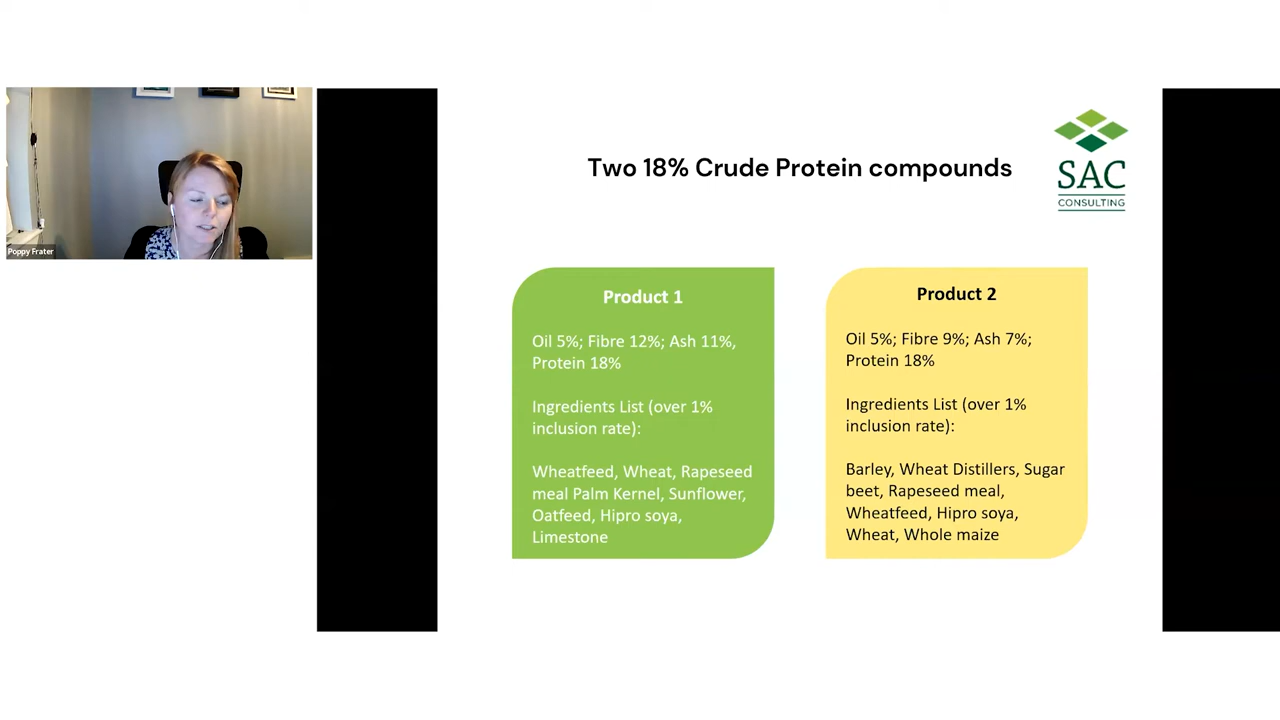 Poppy Frater
Two 18% Crude Protein compounds
SAC
CONSULTING
Product 1
Oil 5%; Fibre 12%; Ash 11%,
Protein 18%
Ingredients List (over 1%
inclusion rate):
Wheatfeed, Wheat, Rapeseed
meal Palm Kernel, Sunflower,
Oatfeed, Hipro soya,
Limestone
Product 2
Oil 5%; Fibre 9%; Ash 7%;
Protein 18%
Ingredients List (over 1%
inclusion rate):
Barley, Wheat Distillers, Sugar
beet, Rapeseed meal,
Wheatfeed, Hipro soya,
Wheat, Whole maize